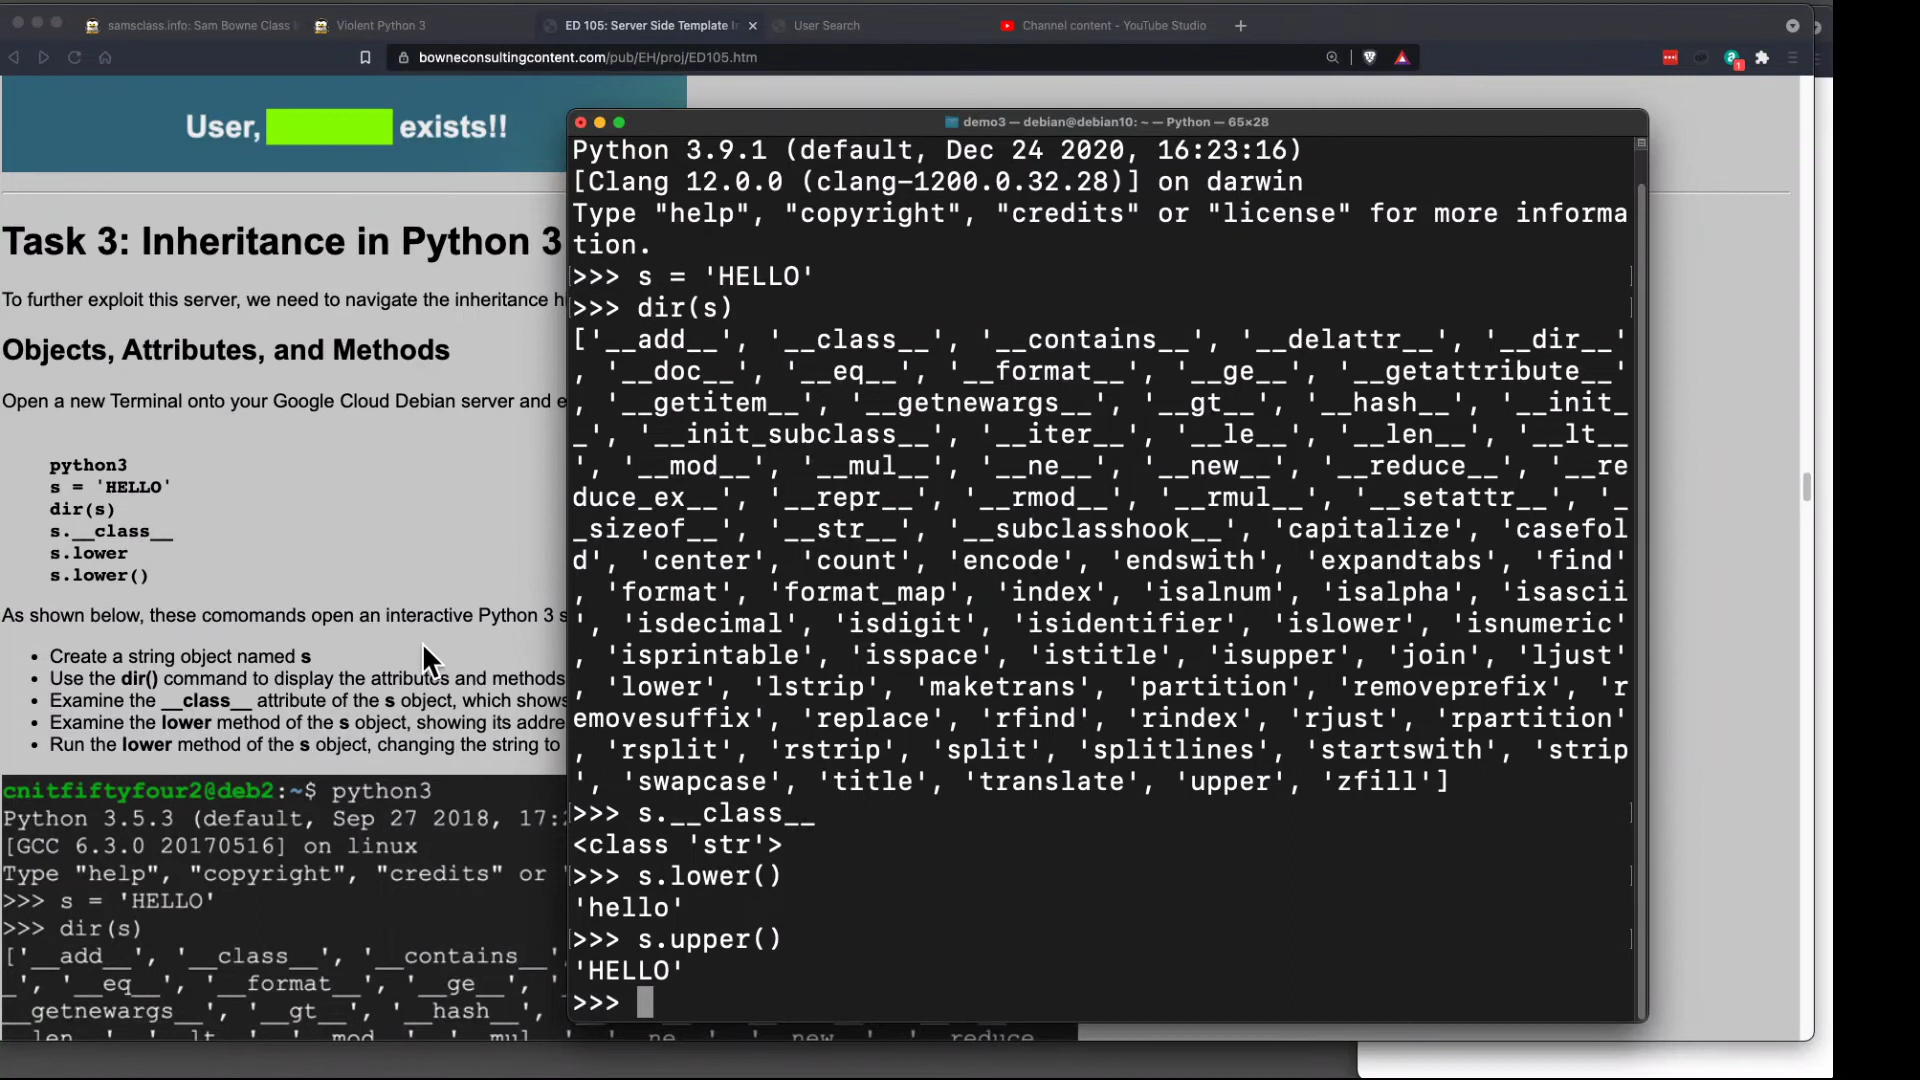 samsclass.info: Sam Bowne Class
Violent Python 3
ED 105: Server Side Template I
User Search
Channel content - YouTube Studio
bowneconsultingcontent.com/pub/EH/proj/ED105.htm
User, exists!!
Task 3: Inheritance in Python 3
To further exploit this server, we need to navigate the inheritance h
Objects, Attributes, and Methods
Open a new Terminal onto your Google Cloud Debian server and e
python3
s = 'HELLO'
dir(s)
s.__class__
s.lower
s.lower()
As shown below, these comomands open an interactive Python 3 s
• Create a string object named s
• Use the dir() command to display the attributes and methods
• Examine the __class__ attribute of the s object, which shows
• Examine the lower method of the s object, showing its addre
• Run the lower method of the s object, changing the string to
cnitfiftyfour2@deb2:~$ python3
Python 3.5.3 (default, Sep 27 2018, 17:
[GCC 6.3.0 20170516] on linux
Type "help", "copyright", "credits" or
>>> s = 'HELLO'
>>> dir(s)
['__add__', '__class__', '__contains__'
_', '__eq__', '__format__', '__ge__', '
__getnewargs__', '__gt__', '__hash__',
demo3 — debian@debian10: ~ — Python — 65×28
Python 3.9.1 (default, Dec 24 2020, 16:23:16)
[Clang 12.0.0 (clang-1200.0.32.28)] on darwin
Type "help", "copyright", "credits" or "license" for more informa
tion.
>>> s = 'HELLO'
>>> dir(s)
['__add__', '__class__', '__contains__', '__delattr__', '__dir__'
, '__doc__', '__eq__', '__format__', '__ge__', '__getattribute__'
, '__getitem__', '__getnewargs__', '__gt__', '__hash__', '__init_
_', '__init_subclass__', '__iter__', '__le__', '__len__', '__lt__
', '__mod__', '__mul__', '__ne__', '__new__', '__reduce__', '__re
duce_ex__', '__repr__', '__rmod__', '__rmul__', '__setattr__', '_
_sizeof__', '__str__', '__subclasshook__', 'capitalize', 'casefol
d', 'center', 'count', 'encode', 'endswith', 'expandtabs', 'find'
, 'format', 'format_map', 'index', 'isalnum', 'isalpha', 'isascii
', 'isdecimal', 'isdigit', 'isidentifier', 'islower', 'isnumeric'
, 'isprintable', 'isspace', 'istitle', 'isupper', 'join', 'ljust'
, 'lower', 'lstrip', 'maketrans', 'partition', 'removeprefix', 'r
emovesuffix', 'replace', 'rfind', 'rindex', 'rjust', 'rpartition'
, 'rsplit', 'rstrip', 'split', 'splitlines', 'startswith', 'strip
', 'swapcase', 'title', 'translate', 'upper', 'zfill']
>>> s.__class__
<class 'str'>
>>> s.lower()
'hello'
>>> s.upper()
'HELLO'
>>>